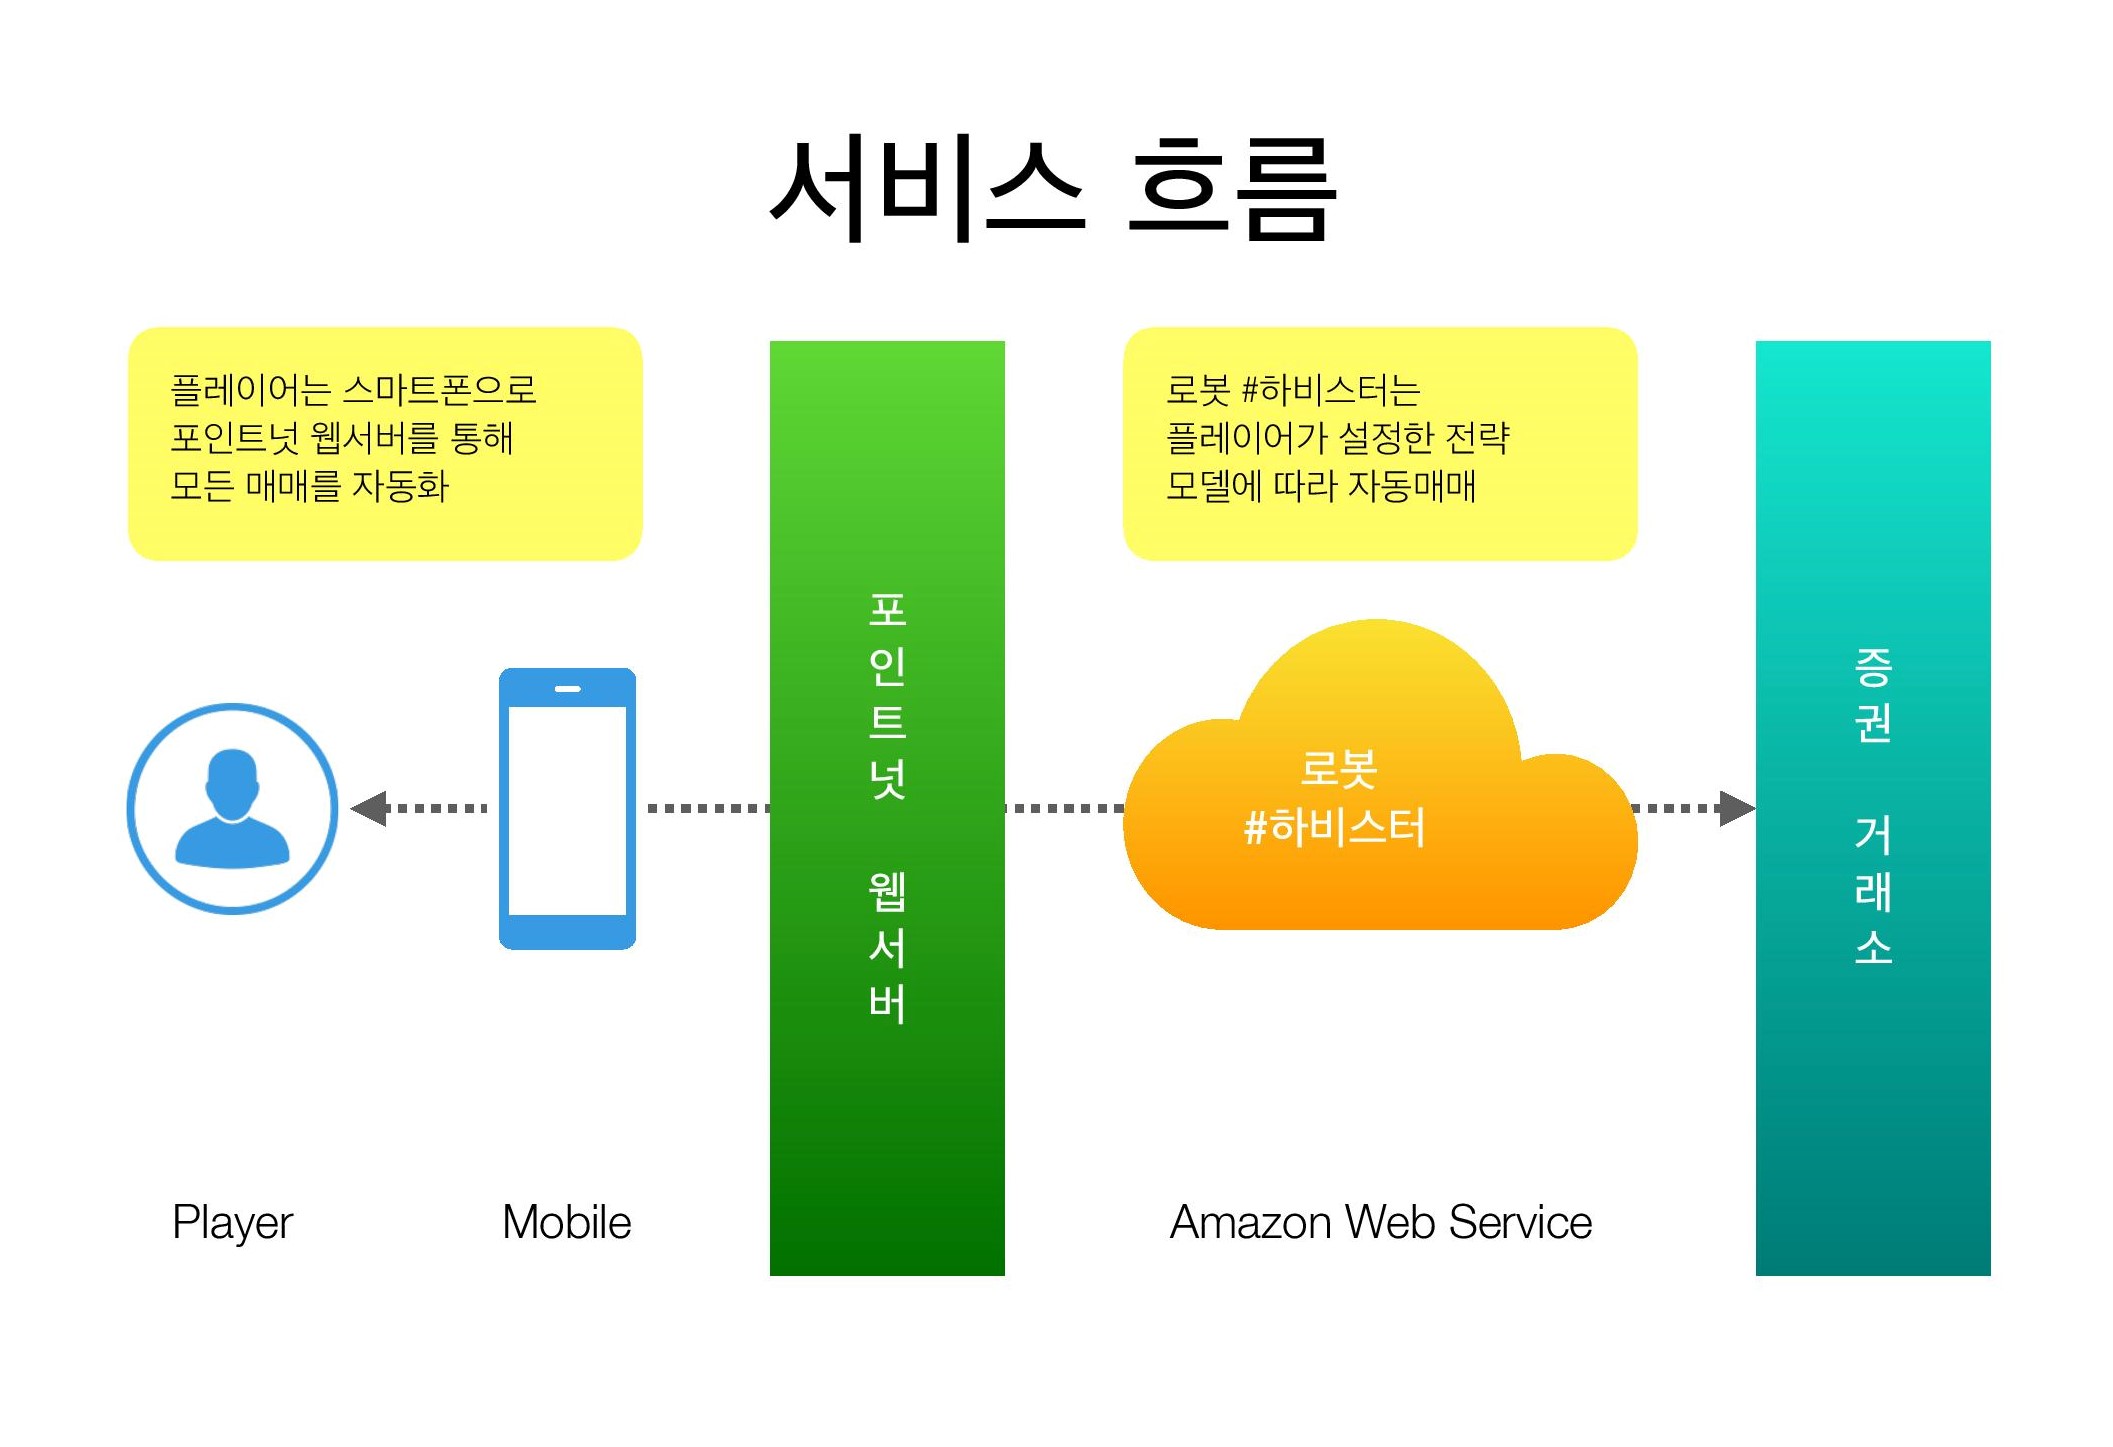 서비스 흐름
플레이어는 스마트폰으로
포인트넛 웹서버를 통해
모든 매매를 자동화
로봇 #하비스터는
플레이어가 설정한 전략
모델에 따라 자동매매
포인트넛 웹서버
로봇
#하비스터
증권 거래소
Player
Mobile
Amazon Web Service